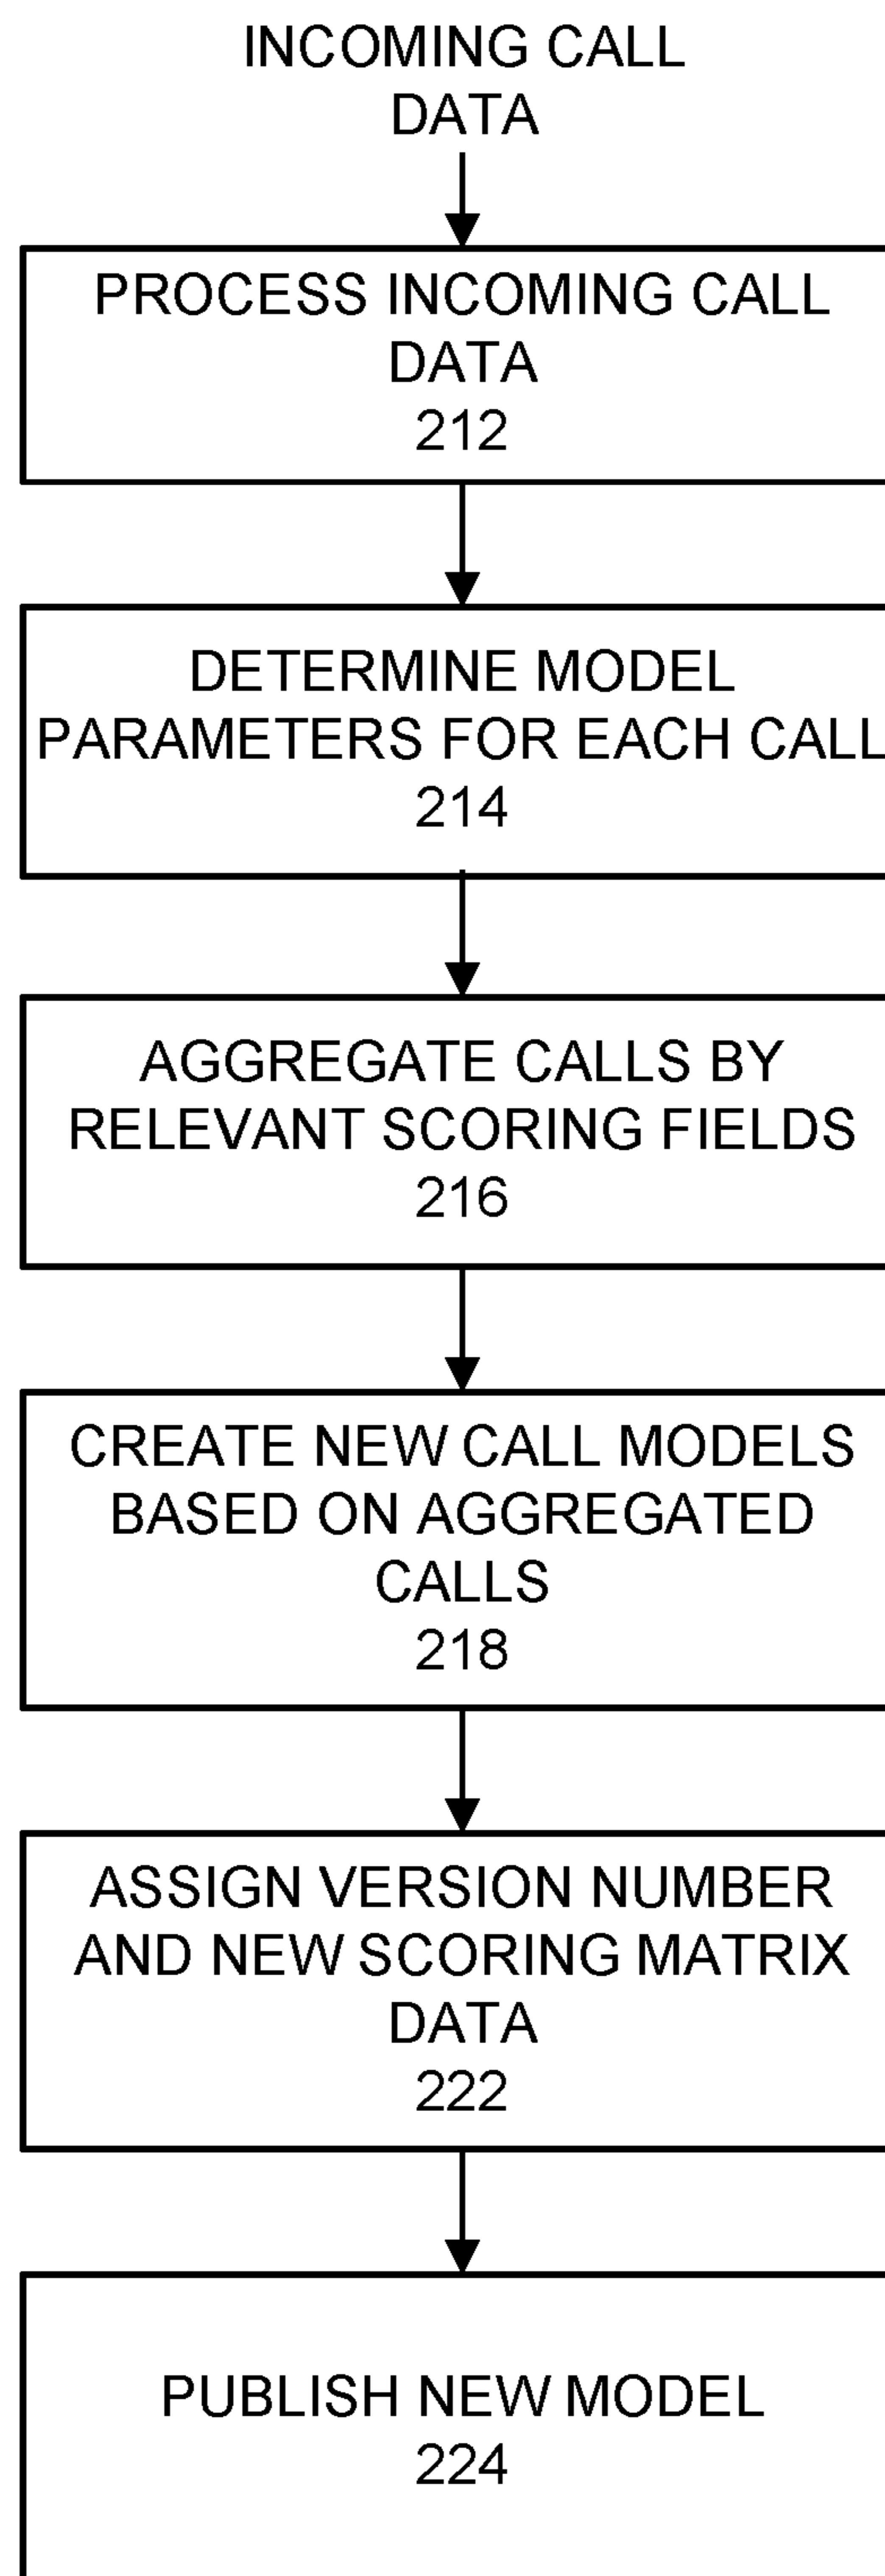 INCOMING CALL
DATA
PROCESS INCOMING CALL
DATA
212
DETERMINE MODEL
PARAMETERS FOR EACH CALL
214
AGGREGATE CALLS BY
RELEVANT SCORING FIELDS
216
CREATE NEW CALL MODELS
BASED ON AGGREGATED
CALLS
218
ASSIGN VERSION NUMBER
AND NEW SCORING MATRIX
DATA
222
PUBLISH NEW MODEL
224